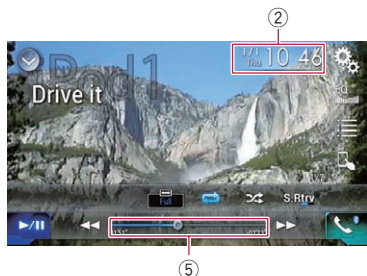 ②
1/1
Thu 10 46
iPod1
Drive it
Full
S.Rtrv
⑤